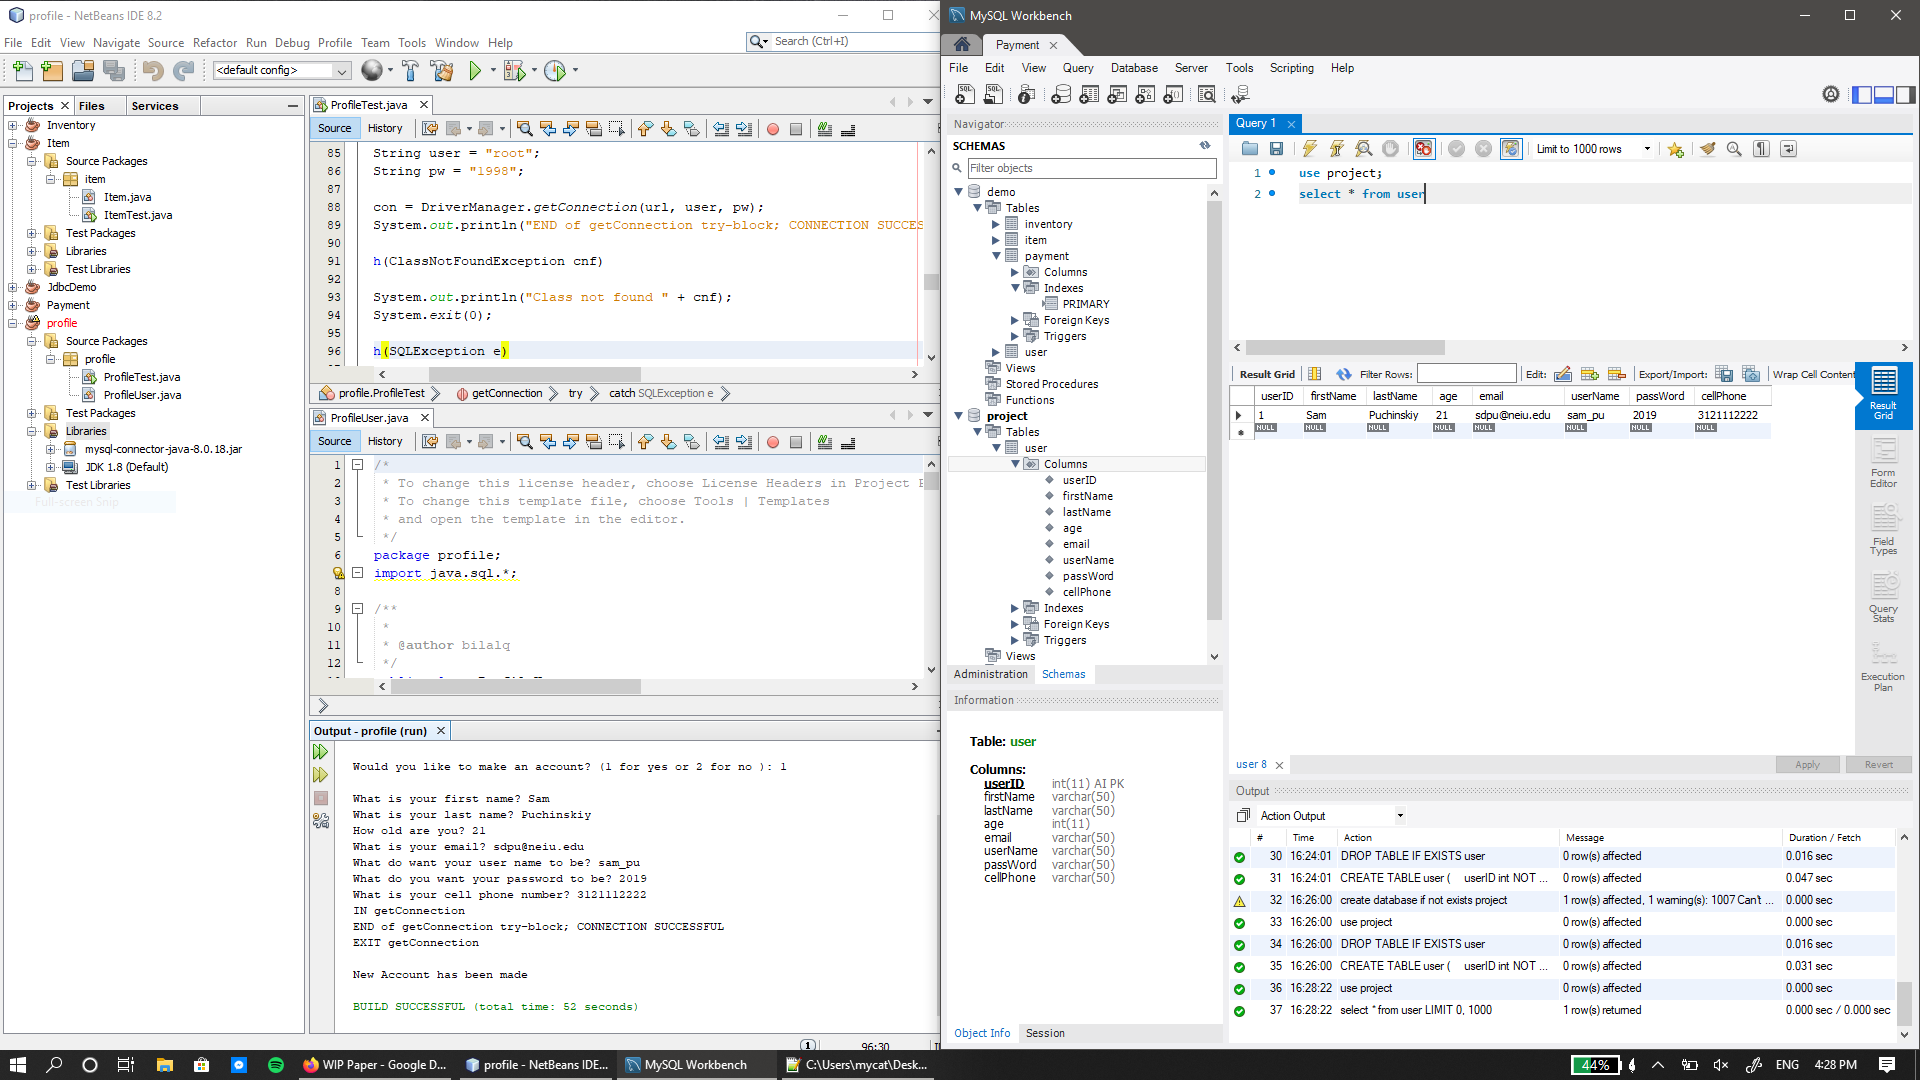 profile - NetBeans IDE 8.2
File Edit View Navigate Source Refactor Run Debug Profile Team Tools Window Help
Search (Ctrl+I)
<default config>
Projects Files Services
Inventory
Item
Source Packages
item
Item.java
ItemTest.java
Test Packages
Libraries
Test Libraries
JdbcDemo
Payment
profile
Source Packages
profile
ProfileTest.java
ProfileUser.java
Test Packages
Libraries
mysql-connector-java-8.0.18.jar
JDK 1.8 (Default)
Test Libraries
Full-screen Snip
ProfileTest.java
Source History
85 String user = "root";
86 String pw = "1998";
87
88 con = DriverManager.getConnection(url, user, pw);
89 System.out.println("END of getConnection try-block; CONNECTION SUCCES
90
91 h(ClassNotFoundException cnf)
92
93 System.out.println("Class not found " + cnf);
94 System.exit(0);
95
96 h(SQLException e)
profile.ProfileTest getConnection try catch SQLException e
ProfileUser.java
Source History
1 /*
2 * To change this license header, choose License Headers in Project P
3 * To change this template file, choose Tools | Templates
4 * and open the template in the editor.
5 */
6 package profile;
import java.sql.*;
8
9 /**
10 *
11 * @author bilalq
12 */
Output - profile (run)
Would you like to make an account? (1 for yes or 2 for no ): 1
What is your first name? Sam
What is your last name? Puchinskiy
How old are you? 21
What is your email? sdpu@neiu.edu
What do want your user name to be? sam_pu
What do you want your password to be? 2019
What is your cell phone number? 3121112222
IN getConnection
END of getConnection try-block; CONNECTION SUCCESSFUL
EXIT getConnection
New Account has been made
BUILD SUCCESSFUL (total time: 52 seconds)
1 96:30
MySQL Workbench
Payment
File Edit View Query Database Server Tools Scripting Help
Navigator
SCHEMAS
Filter objects
demo
Tables
inventory
item
payment
Columns
Indexes
PRIMARY
Foreign Keys
Triggers
user
Views
Stored Procedures
Functions
project
Tables
user
Columns
userID
firstName
lastName
age
email
userName
passWord
cellPhone
Indexes
Foreign Keys
Triggers
Views
Administration Schemas
Information
Table: user
Columns:
userID int(11) AI PK
firstName varchar(50)
lastName varchar(50)
age int(11)
email varchar(50)
userName varchar(50)
passWord varchar(50)
cellPhone varchar(50)
Object Info Session
Query 1
Limit to 1000 rows
1 use project;
2 select * from user
Result Grid Filter Rows: Edit: Export/Import: Wrap Cell Content
userID firstName lastName age email userName passWord cellPhone
1 Sam Puchinskiy 21 sdpu@neiu.edu sam_pu 2019 3121112222
NULL NULL NULL NULL NULL NULL NULL NULL
Result Grid
Form Editor
Field Types
Query Stats
Execution Plan
user 8 Apply Revert
Output
Action Output
# Time Action Message Duration / Fetch
30 16:24:01 DROP TABLE IF EXISTS user 0 row(s) affected 0.016 sec
31 16:24:01 CREATE TABLE user ( userID int NOT ... 0 row(s) affected 0.047 sec
32 16:26:00 create database if not exists project 1 row(s) affected, 1 warning(s): 1007 Can't ... 0.000 sec
33 16:26:00 use project 0 row(s) affected 0.000 sec
34 16:26:00 DROP TABLE IF EXISTS user 0 row(s) affected 0.016 sec
35 16:26:00 CREATE TABLE user ( userID int NOT ... 0 row(s) affected 0.031 sec
36 16:28:22 use project 0 row(s) affected 0.000 sec
37 16:28:22 select * from user LIMIT 0, 1000 1 row(s) returned 0.000 sec / 0.000 sec
WIP Paper - Google D... profile - NetBeans IDE... MySQL Workbench C:\Users\mycat\Desk... 44% ENG 4:28 PM